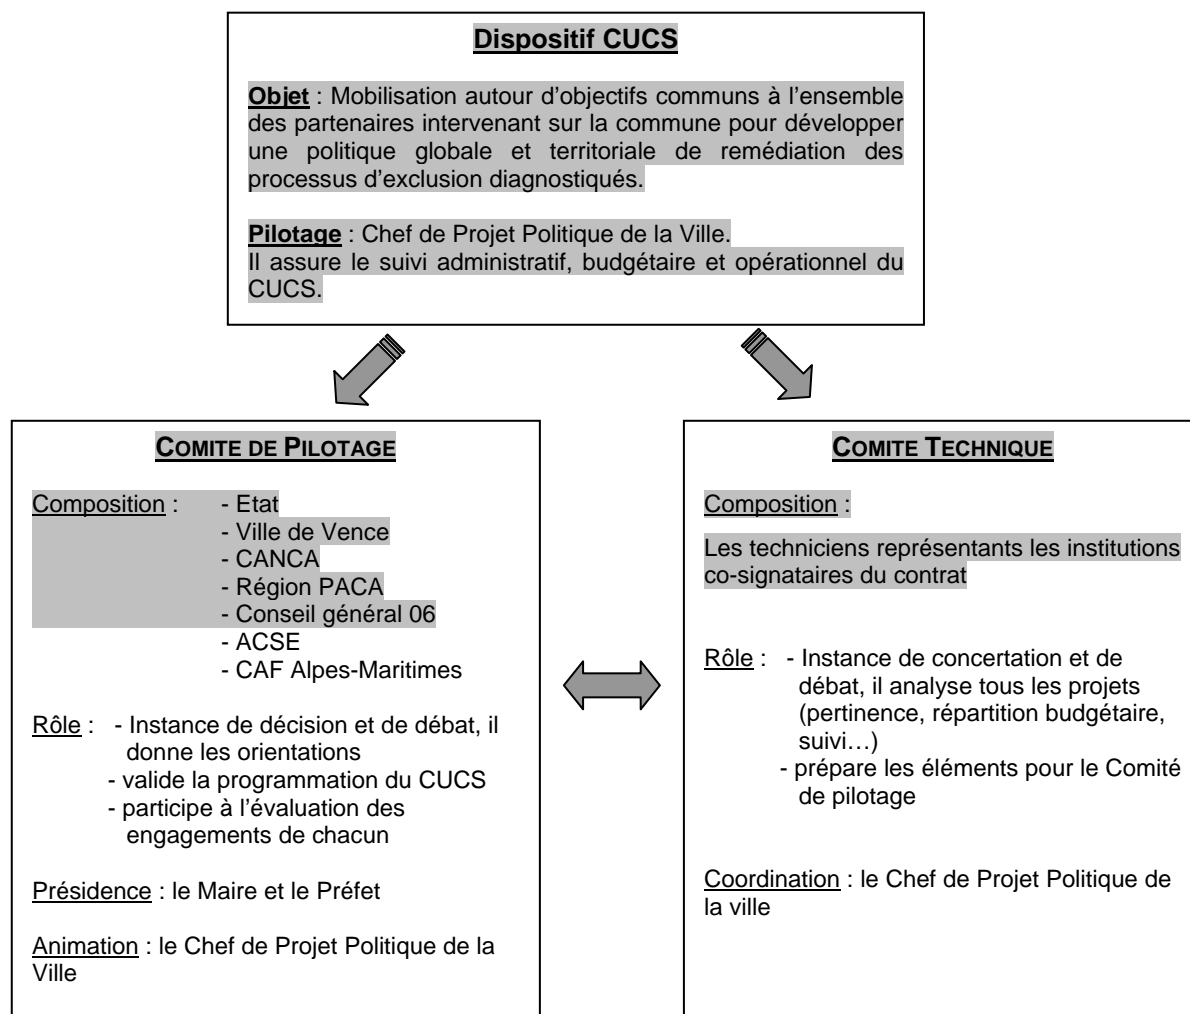 Dispositif CUCS
Objet : Mobilisation autour d’objectifs communs à l’ensemble
des partenaires intervenant sur la commune pour développer
une politique globale et territoriale de remédiation des
processus d’exclusion diagnostiqués.
Pilotage : Chef de Projet Politique de la Ville.
Il assure le suivi administratif, budgétaire et opérationnel du
CUCS.
COMITE DE PILOTAGE
Composition : - Etat
- Ville de Vence
- CANCA
- Région PACA
- Conseil général 06
- ACSE
- CAF Alpes-Maritimes
Rôle : - Instance de décision et de débat, il
donne les orientations
- valide la programmation du CUCS
- participe à l’évaluation des
engagements de chacun
Présidence : le Maire et le Préfet
Animation : le Chef de Projet Politique de la
Ville
COMITE TECHNIQUE
Composition :
Les techniciens représentants les institutions
co-signataires du contrat
Rôle : - Instance de concertation et de
débat, il analyse tous les projets
(pertinence, répartition budgétaire,
suivi…)
- prépare les éléments pour le Comité
de pilotage
Coordination : le Chef de Projet Politique de
la ville